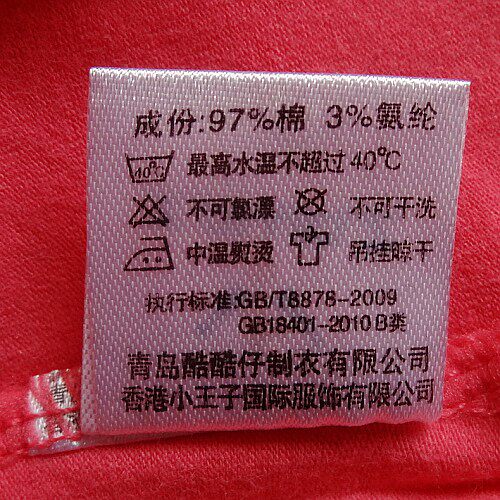 成份:97%棉 3%氨纶
40℃ 最高水温不超过40℃
不可氯漂 不可干洗
中温熨烫 吊挂晾干
执行标准:GB/T8878-2009
GB18401-2010 B类
青岛酷酷仔制衣有限公司
香港小王子国际服饰有限公司